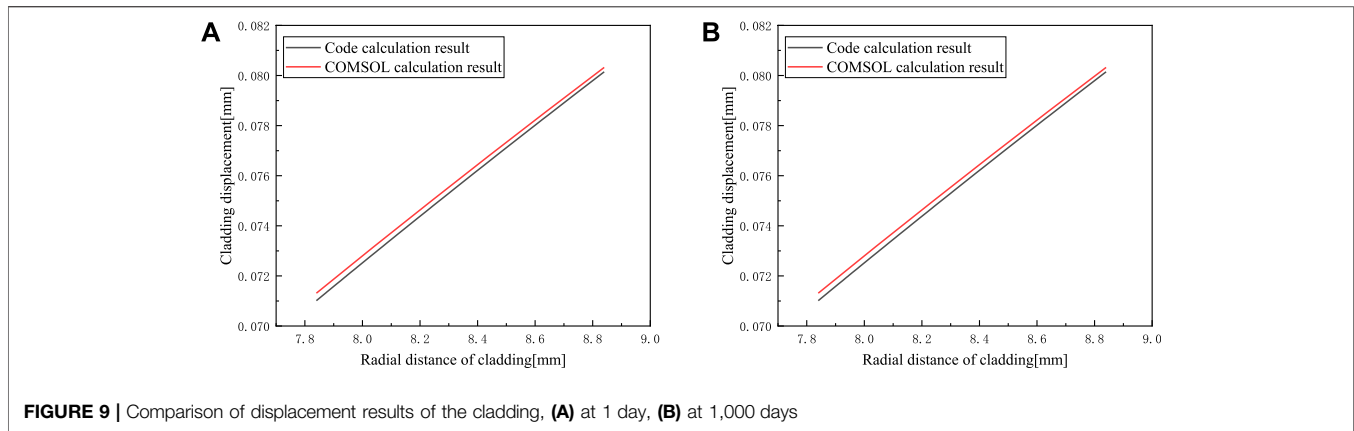 A
0.082
0.080
0.078
0.076
0.074
0.072
0.070
Cladding displacement[mm]
Code calculation result
COMSOL calculation result
7.8 8.0 8.2 8.4 8.6 8.8 9.0
Radial distance of cladding[mm]
B
0.082
0.080
0.078
0.076
0.074
0.072
0.070
Cladding displacement[mm]
Code calculation result
COMSOL calculation result
7.8 8.0 8.2 8.4 8.6 8.8 9.0
Radial distance of cladding[mm]
FIGURE 9 | Comparison of displacement results of the cladding, (A) at 1 day, (B) at 1,000 days